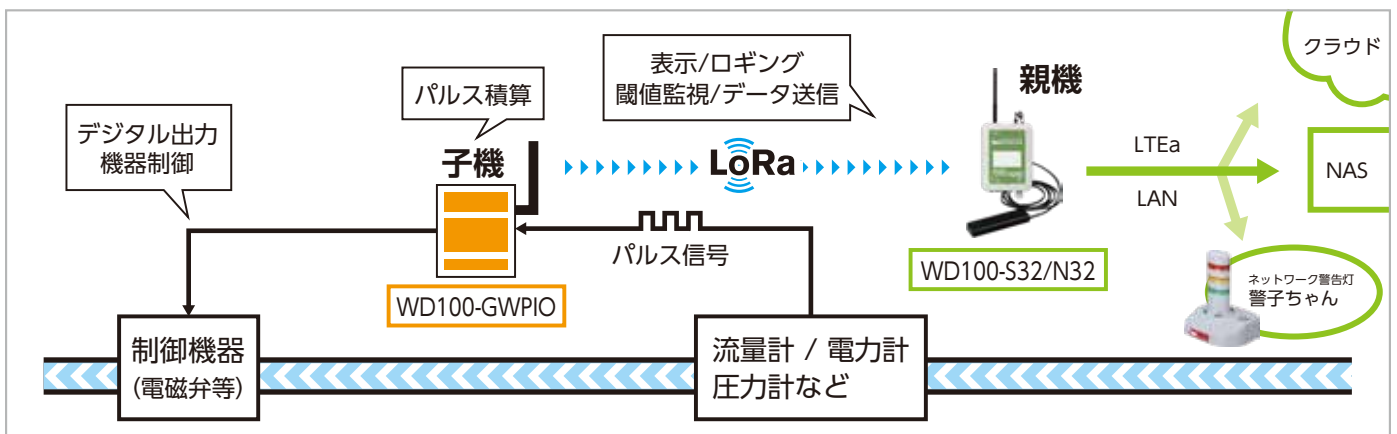 デジタル出力
機器制御
パルス積算
子機
WD100-GWPIO
表示/ロギング
閾値監視/データ送信
LoRa
パルス信号
親機
WD100-S32/N32
LTEa
LAN
クラウド
NAS
ネットワーク警告灯
警子ちゃん
制御機器
(電磁弁等)
流量計 / 電力計
圧力計など